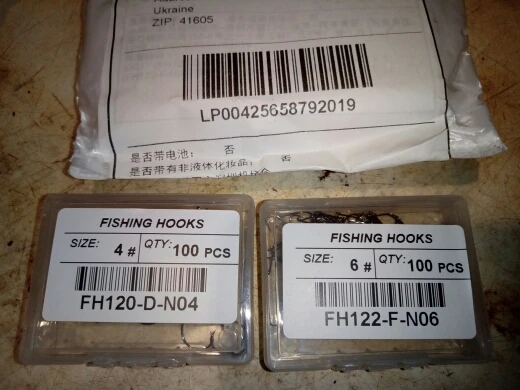 Ukraine
ZIP: 41605
LP00425658792019
是否带电池： 否
是否带有非液体化妆品： 否
FISHING HOOKS
SIZE: 4 # QTY: 100 PCS
FH120-D-N04
FISHING HOOKS
SIZE: 6 # QTY: 100 PCS
FH122-F-N06